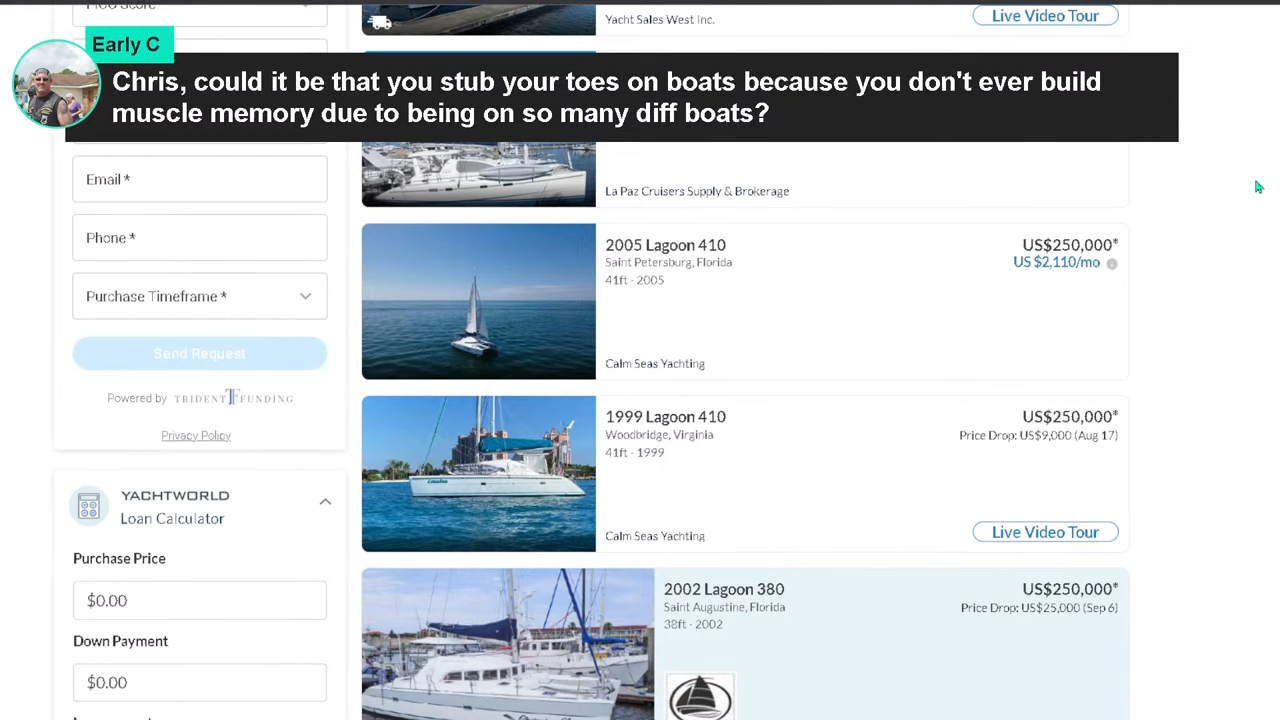 Yacht Sales West Inc.
Live Video Tour
Early C
Chris, could it be that you stub your toes on boats because you don't ever build
muscle memory due to being on so many diff boats?
Email *
La Paz Cruisers Supply & Brokerage
Phone *
2005 Lagoon 410
US$250,000*
Saint Petersburg, Florida
US $2,110/mo
41ft - 2005
Purchase Timeframe *
Send Request
Calm Seas Yachting
Powered by TRIDENT FUNDING
1999 Lagoon 410
US$250,000*
Woodbridge, Virginia
Price Drop: US$9,000 (Aug 17)
41ft - 1999
Privacy Policy
YACHTWORLD
Loan Calculator
Calm Seas Yachting
Live Video Tour
Purchase Price
$0.00
2002 Lagoon 380
US$250,000*
Saint Augustine, Florida
Price Drop: US$25,000 (Sep 6)
38ft - 2002
Down Payment
$0.00